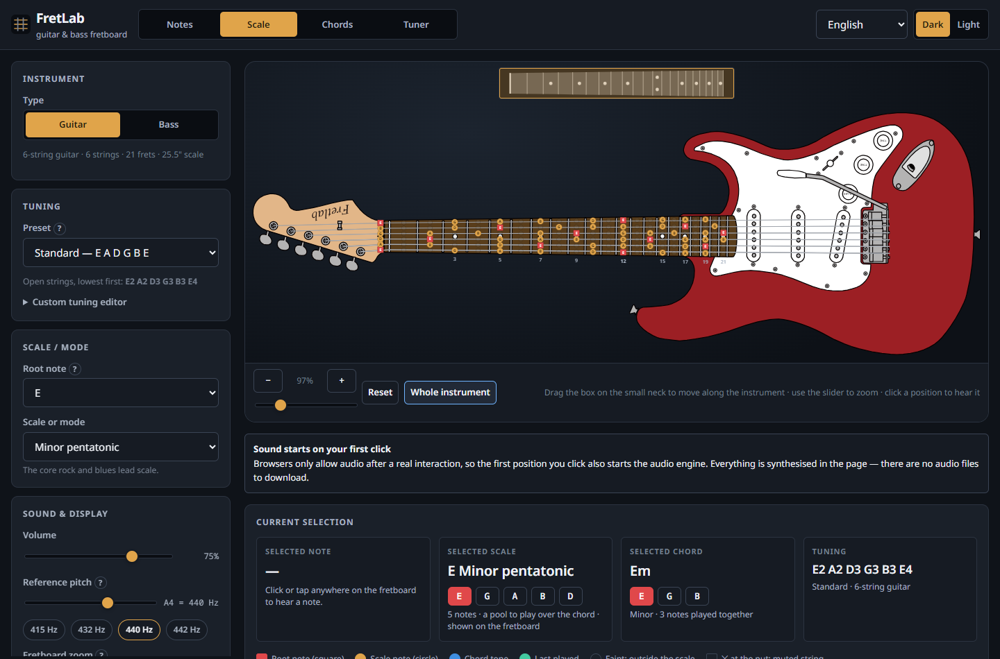 FretLab
guitar & bass fretboard
Notes
Scale
Chords
Tuner
English
Dark
Light
INSTRUMENT
Type
Guitar
Bass
6-string guitar · 6 strings · 21 frets · 25.5" scale
TUNING
Preset ?
Standard — E A D G B E
Open strings, lowest first: E2 A2 D3 G3 B3 E4
Custom tuning editor
SCALE / MODE
Root note ?
E
Scale or mode
Minor pentatonic
The core rock and blues lead scale.
SOUND & DISPLAY
Volume
75%
Reference pitch ?
A4 = 440 Hz
415 Hz
432 Hz
440 Hz
442 Hz
Fretboard zoom ?
Fretlab
3
5
7
9
12
15
17
19
21
−
97%
+
Reset
Whole instrument
Drag the box on the small neck to move along the instrument · use the slider to zoom · click a position to hear it
Sound starts on your first click
Browsers only allow audio after a real interaction, so the first position you click also starts the audio engine. Everything is synthesised in the page — there are no audio files
to download.
CURRENT SELECTION
SELECTED NOTE
—
Click or tap anywhere on the fretboard
to hear a note.
SELECTED SCALE
E Minor pentatonic
E G A B D
5 notes · a pool to play over the chord ·
shown on the fretboard
SELECTED CHORD
Em
E G B
Minor · 3 notes played together
TUNING
E2 A2 D3 G3 B3 E4
Standard · 6-string guitar
Root note (square)
Scale note (circle)
Chord tone
Last played
Faint: outside the scale
X at the nut: muted string